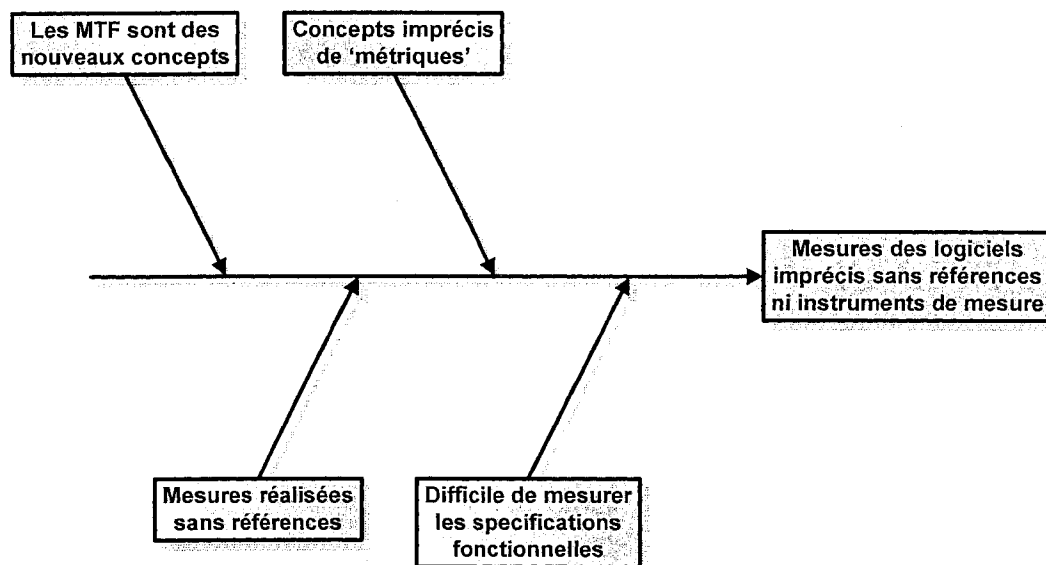 Les MTF sont des
nouveaux concepts
Concepts imprécis
de 'métriques'
Mesures des logiciels
imprécis sans références
ni instruments de mesure
Mesures réalisées
sans références
Difficile de mesurer
les specifications
fonctionnelles